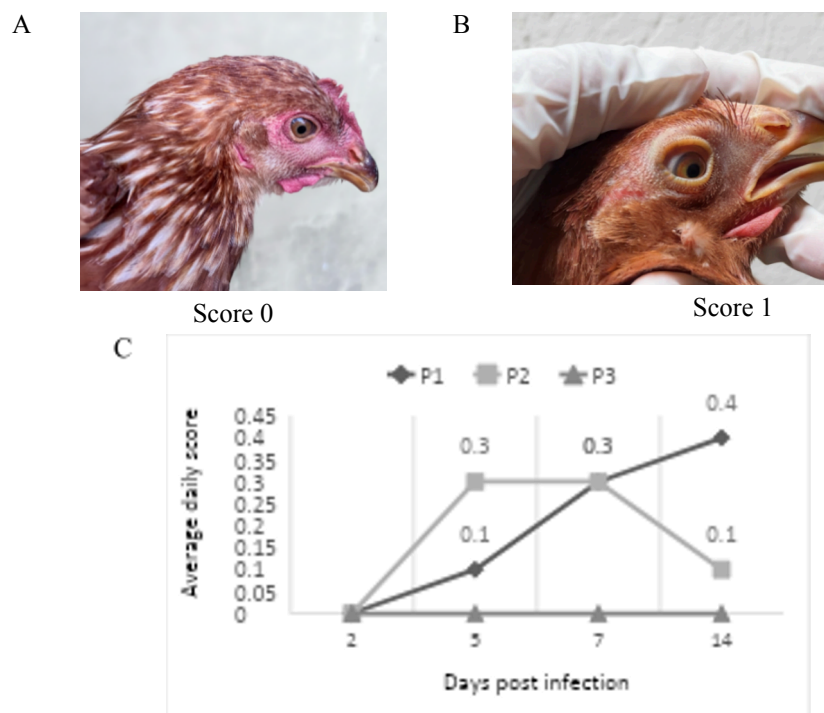 A
B
Score 0
Score 1
C
P1 P2 P3
Average daily score
0.45
0.4
0.35
0.3
0.25
0.2
0.15
0.1
0.05
0
0.3
0.1
0.3
0.4
0.1
2 5 7 14
Days post infection